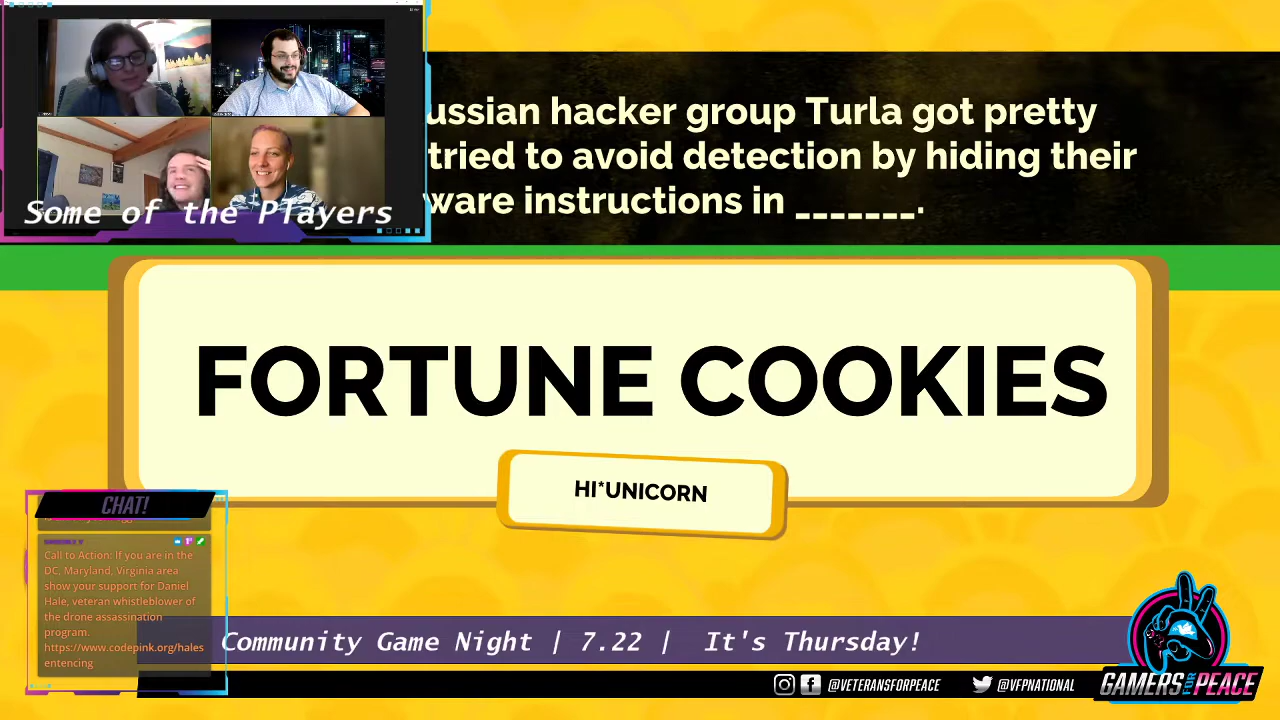 ussian hacker group Turla got pretty
tried to avoid detection by hiding their
ware instructions in _______.
Some of the Players
FORTUNE COOKIES
HI*UNICORN
CHAT!
Call to Action: If you are in the
DC, Maryland, Virginia area
show your support for Daniel
Hale, veteran whistleblower of
the drone assassination
program.
https://www.codepink.org/hales
entencing
Community Game Night | 7.22 | It's Thursday!
@VETERANSFORPEACE @VFPNATIONAL
GAMERS FOR PEACE